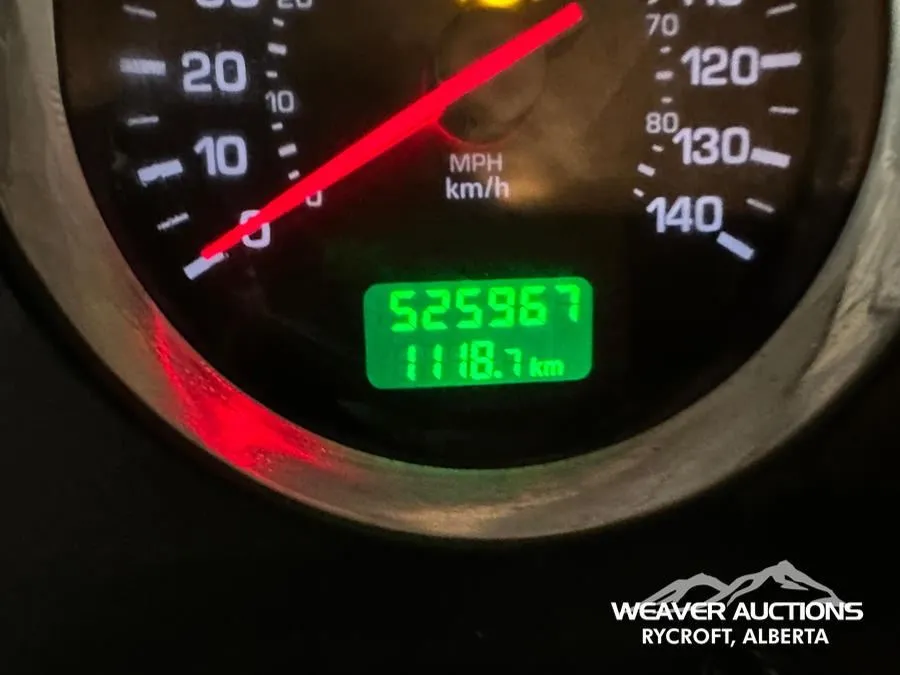 20
20
10
10
0
0
70
120
80
130
140
MPH
km/h
525967
1118.7 km
WEAVER AUCTIONS
RYCROFT, ALBERTA